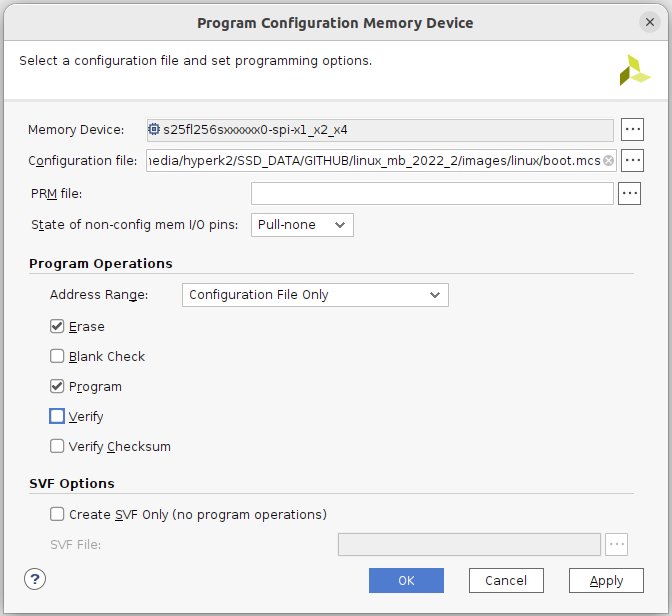 Program Configuration Memory Device
Select a configuration file and set programming options.
Memory Device: s25fl256sxxxxxx0-spi-x1_x2_x4 ...
Configuration file: nedia/hyperk2/SSD_DATA/GITHUB/linux_mb_2022_2/images/linux/boot.mcs ...
PRM file: ...
State of non-config mem I/O pins: Pull-none
Program Operations
Address Range: Configuration File Only
Erase
Blank Check
Program
Verify
Verify Checksum
SVF Options
Create SVF Only (no program operations)
SVF File: ...
? OK Cancel Apply